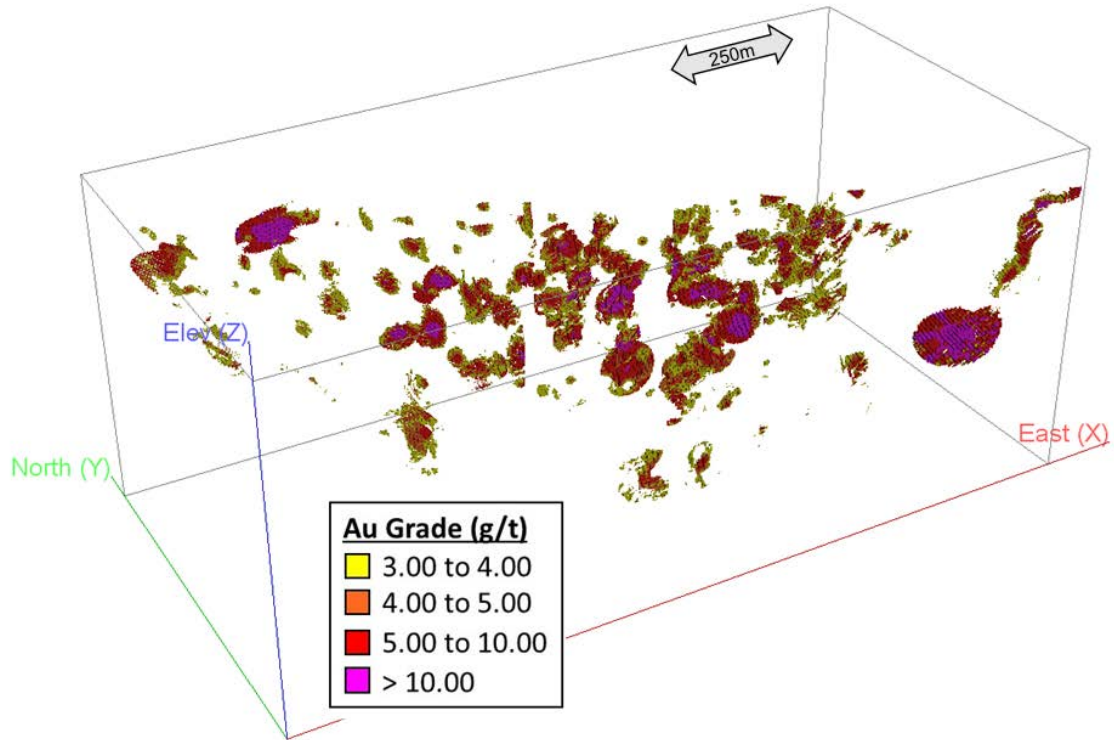 250m
Elev (Z)
North (Y)
East (X)
Au Grade (g/t)
3.00 to 4.00
4.00 to 5.00
5.00 to 10.00
> 10.00